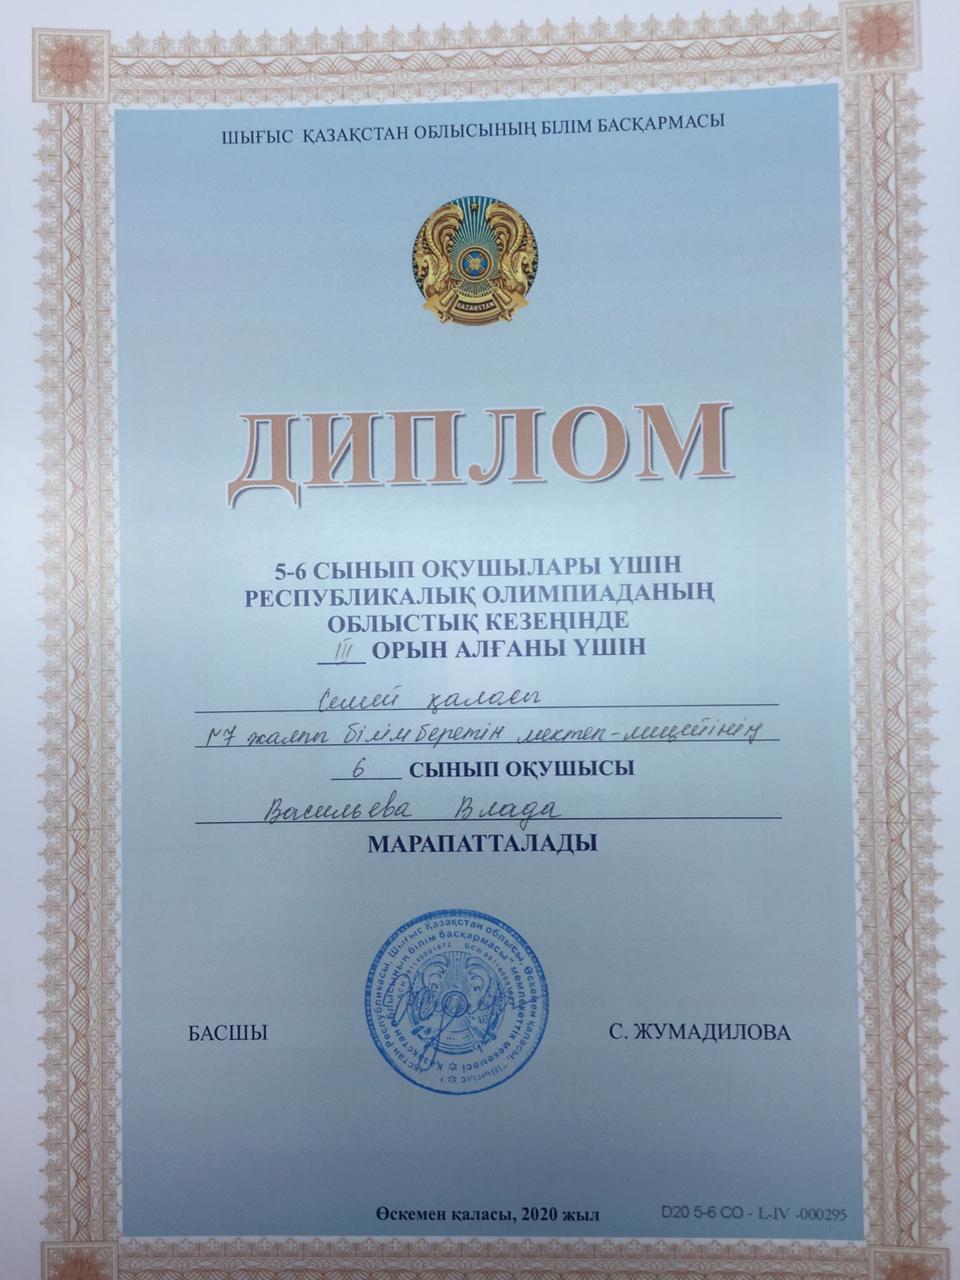 ШЫҒЫС ҚАЗАҚСТАН ОБЛЫСЫНЫҢ БІЛІМ БАСҚАРМАСЫ
QAZAQSTAN
ДИПЛОМ
5-6 СЫНЫП ОҚУШЫЛАРЫ ҮШІН
РЕСПУБЛИКАЛЫҚ ОЛИМПИАДАНЫҢ
ОБЛЫСТЫҚ КЕЗЕҢІНДЕ
III ОРЫН АЛҒАНЫ ҮШІН
Семей қаласы
№7 жалпы білім беретін мектеп-лицейінің
6 СЫНЫП ОҚУШЫСЫ
Васильева Влада
МАРАПАТТАЛАДЫ
БАСШЫ
С. ЖУМАДИЛОВА
Өскемен қаласы, 2020 жыл
D20 5-6 CO - L-IV -000295